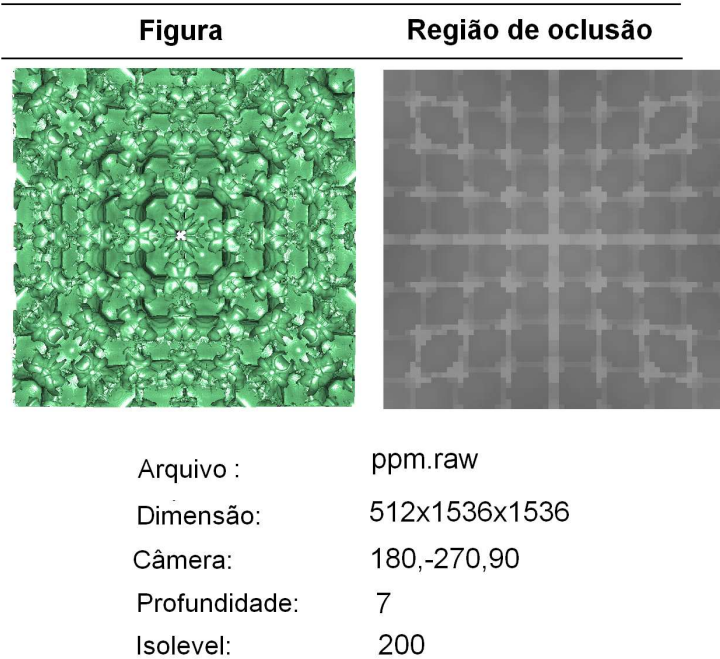 Figura Região de oclusão
Arquivo : ppm.raw
Dimensão: 512x1536x1536
Câmera: 180,-270,90
Profundidade: 7
Isolevel: 200